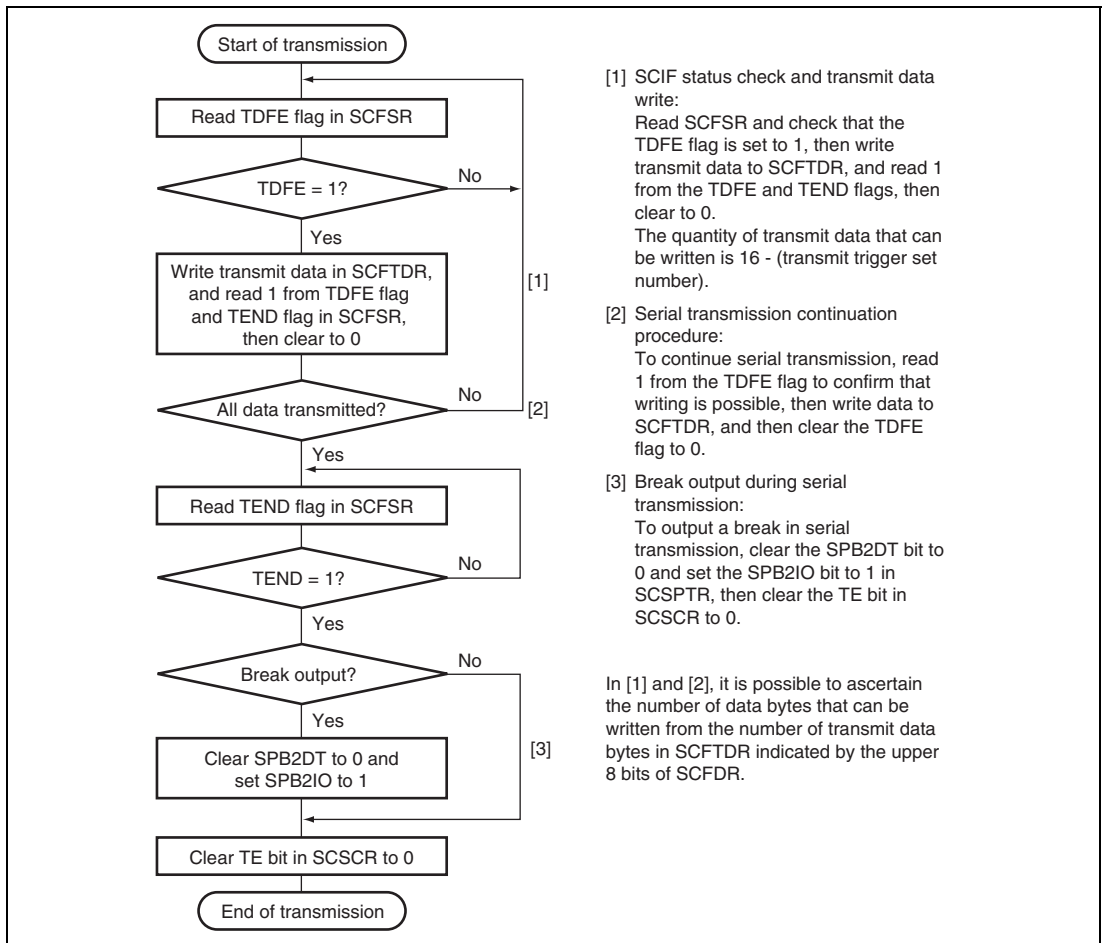 Start of transmission
Read TDFE flag in SCFSR
TDFE = 1?
No
Yes
Write transmit data in SCFTDR,
and read 1 from TDFE flag
and TEND flag in SCFSR,
then clear to 0
[1]
All data transmitted?
No
[2]
Yes
Read TEND flag in SCFSR
TEND = 1?
No
Yes
Break output?
No
Yes
Clear SPB2DT to 0 and
set SPB2IO to 1
[3]
Clear TE bit in SCSCR to 0
End of transmission
[1] SCIF status check and transmit data
write:
Read SCFSR and check that the
TDFE flag is set to 1, then write
transmit data to SCFTDR, and read 1
from the TDFE and TEND flags, then
clear to 0.
The quantity of transmit data that can
be written is 16 - (transmit trigger set
number).
[2] Serial transmission continuation
procedure:
To continue serial transmission, read
1 from the TDFE flag to confirm that
writing is possible, then write data to
SCFTDR, and then clear the TDFE
flag to 0.
[3] Break output during serial
transmission:
To output a break in serial
transmission, clear the SPB2DT bit to
0 and set the SPB2IO bit to 1 in
SCSPTR, then clear the TE bit in
SCSCR to 0.
In [1] and [2], it is possible to ascertain
the number of data bytes that can be
written from the number of transmit data
bytes in SCFTDR indicated by the upper
8 bits of SCFDR.